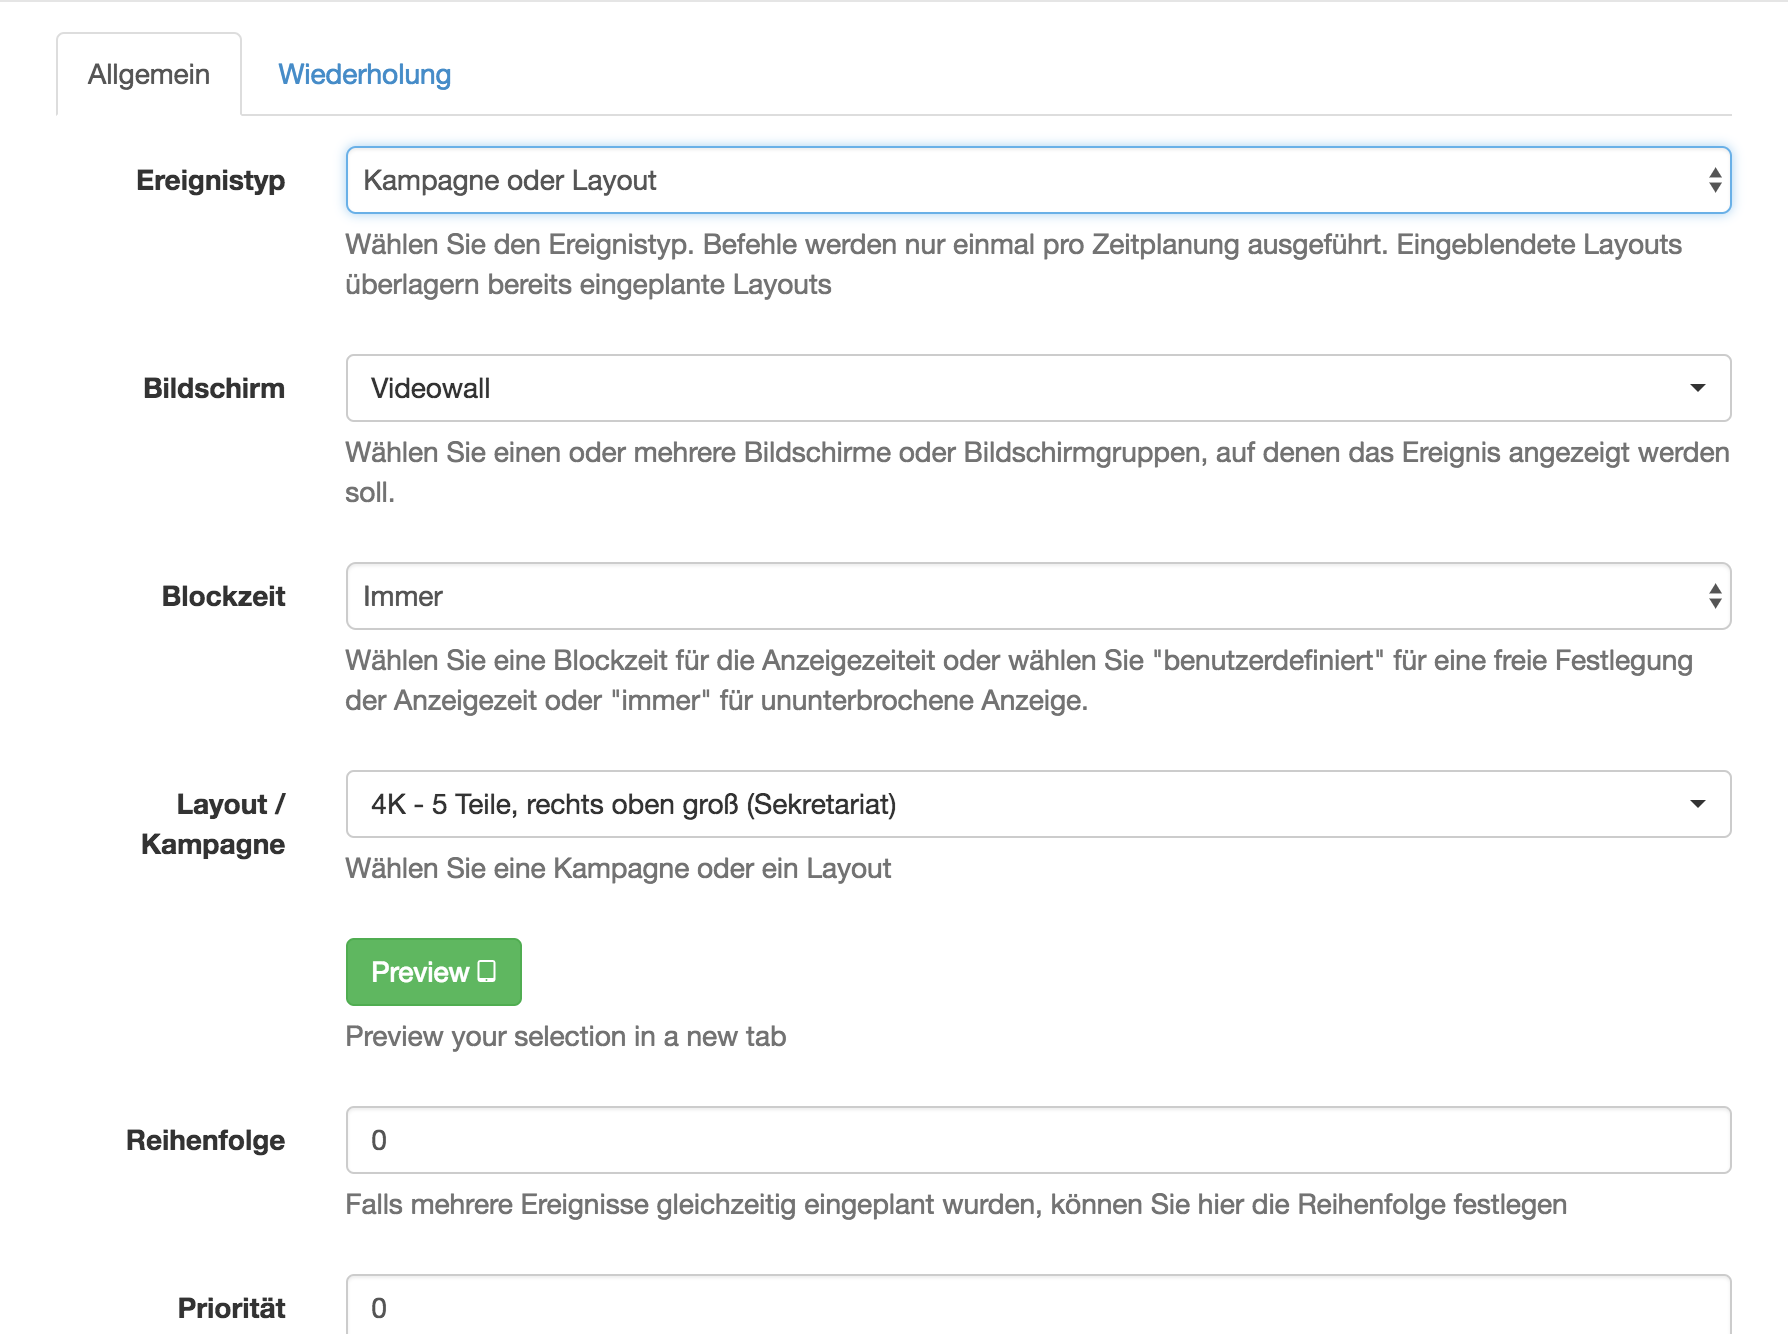 Allgemein Wiederholung
Ereignistyp Kampagne oder Layout
Wählen Sie den Ereignistyp. Befehle werden nur einmal pro Zeitplanung ausgeführt. Eingeblendete Layouts
überlagern bereits eingeplante Layouts
Bildschirm Videowall
Wählen Sie einen oder mehrere Bildschirme oder Bildschirmgruppen, auf denen das Ereignis angezeigt werden
soll.
Blockzeit Immer
Wählen Sie eine Blockzeit für die Anzeigezeiteit oder wählen Sie "benutzerdefiniert" für eine freie Festlegung
der Anzeigezeit oder "immer" für ununterbrochene Anzeige.
Layout /
Kampagne
4K - 5 Teile, rechts oben groß (Sekretariat)
Wählen Sie eine Kampagne oder ein Layout
Preview
Preview your selection in a new tab
Reihenfolge 0
Falls mehrere Ereignisse gleichzeitig eingeplant wurden, können Sie hier die Reihenfolge festlegen
Priorität 0